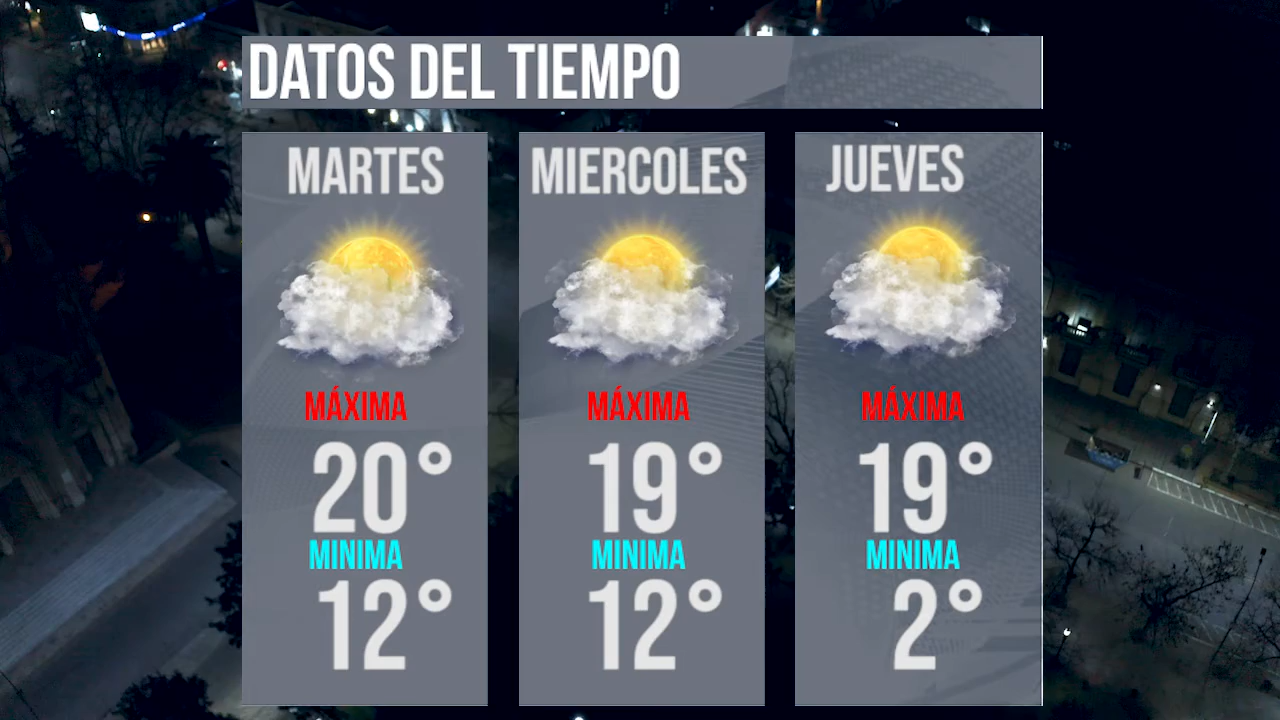 DATOS DEL TIEMPO
MARTES
MÁXIMA
20°
MINIMA
12°
MIERCOLES
MÁXIMA
19°
MINIMA
12°
JUEVES
MÁXIMA
19°
MINIMA
2°